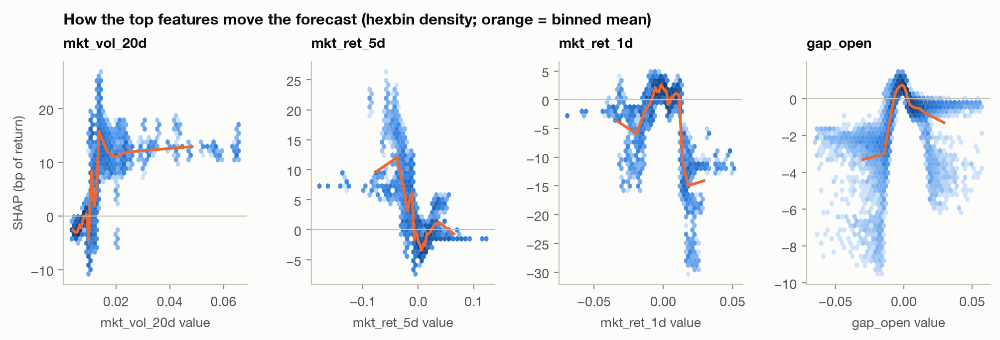 How the top features move the forecast (hexbin density; orange = binned mean)
mkt_vol_20d
SHAP (bp of return)
20
10
0
−10
0.02 0.04 0.06
mkt_vol_20d value
mkt_ret_5d
25
20
15
10
5
0
−5
−0.1 0.0 0.1
mkt_ret_5d value
mkt_ret_1d
5
0
−5
−10
−15
−20
−25
−30
−0.05 0.00 0.05
mkt_ret_1d value
gap_open
0
−2
−4
−6
−8
−10
−0.05 0.00 0.05
gap_open value